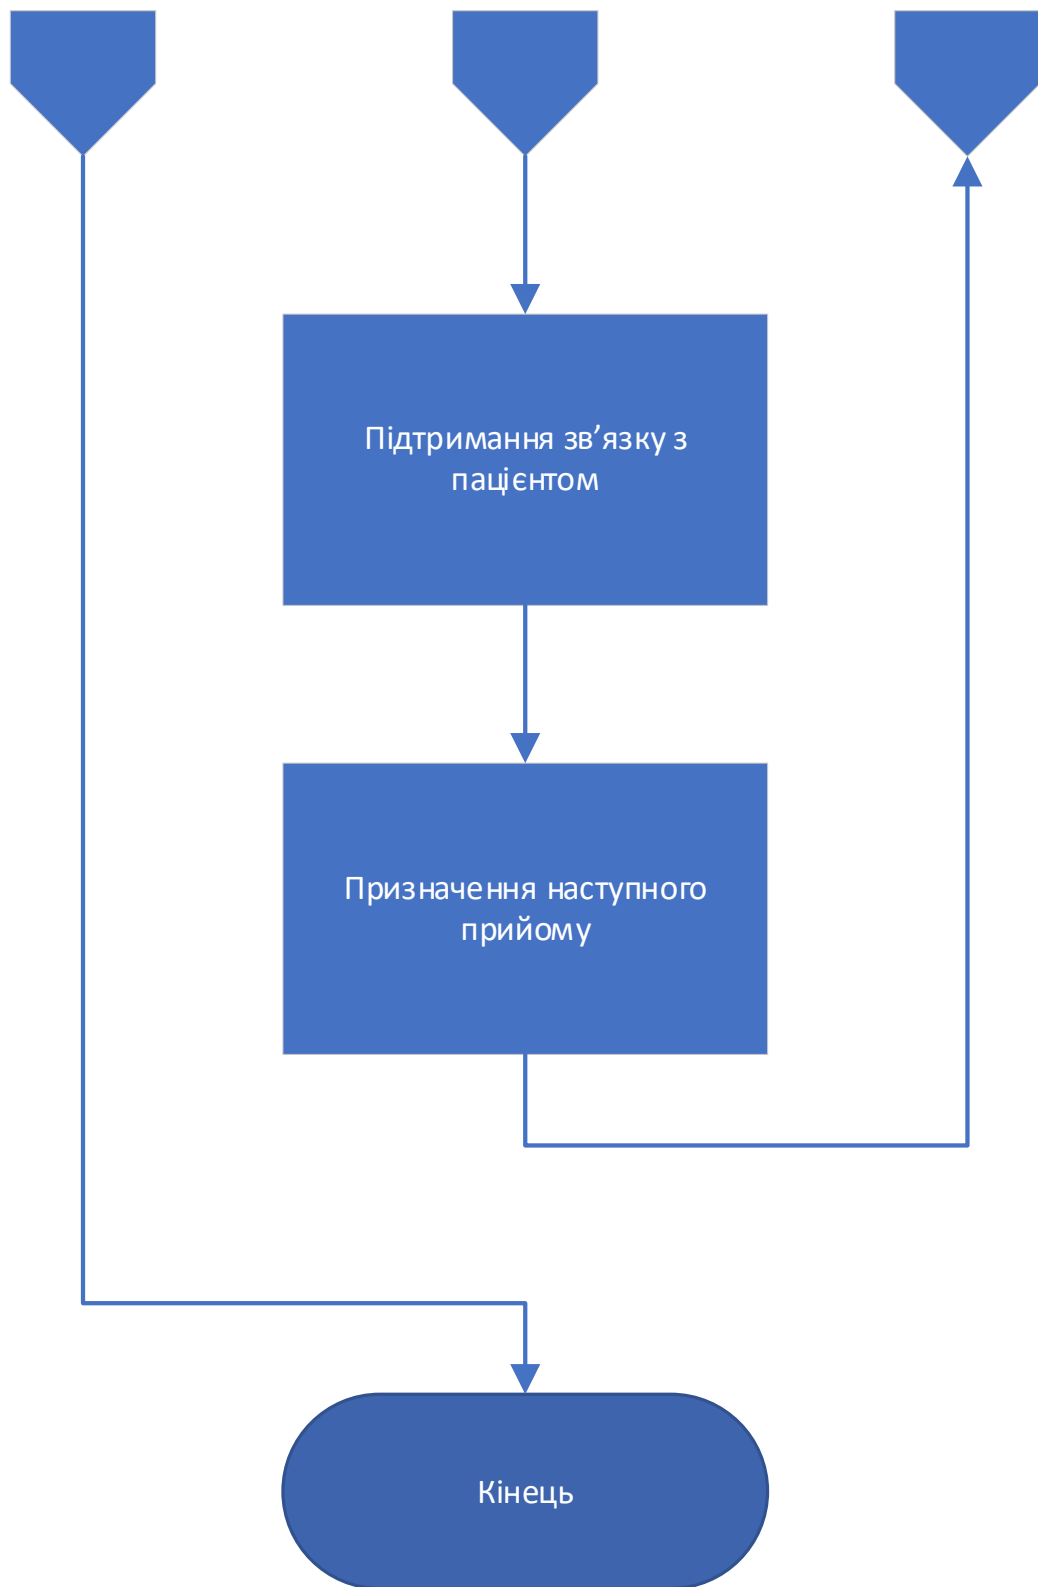 Підтримання зв’язку з
пацієнтом
Призначення наступного
прийому
Кінець